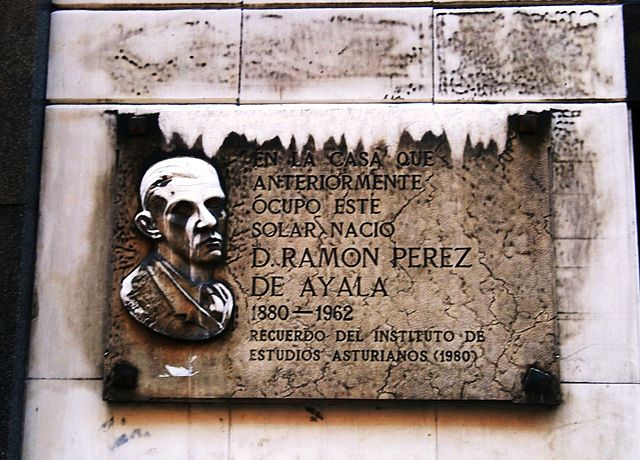 EN LA CASA QUE
ANTERIORMENTE
OCUPO ESTE
SOLAR, NACIO
D. RAMON PEREZ
DE AYALA
1880 — 1962
RECUERDO DEL INSTITUTO DE
ESTUDIOS ASTURIANOS (1980)